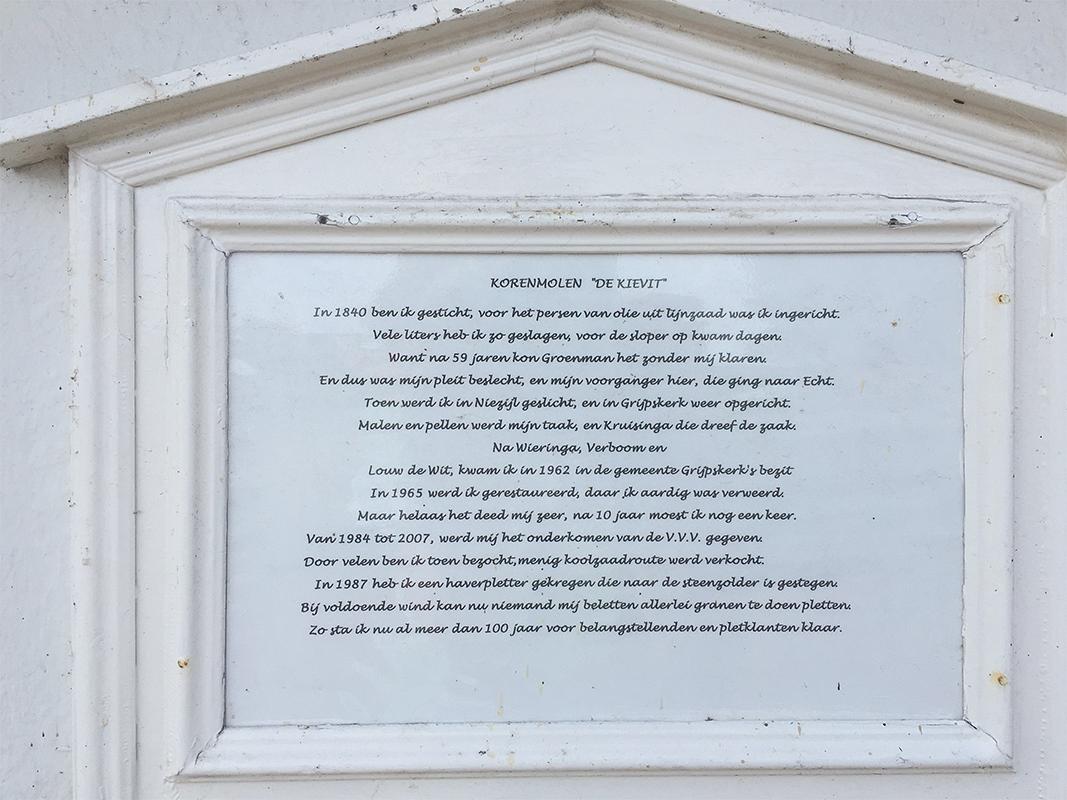 KORENMOLEN "DE KIEVIT"
In 1840 ben ik gesticht, voor het persen van olie uit lijnzaad was ik ingericht.
Vele liters heb ik zo geslagen, voor de sloper op kwam dagen.
Want na 59 jaren kon Groenman het zonder mij klaren.
En dus was mijn pleit beslecht, en mijn voorganger hier, die ging naar Echt.
Toen werd ik in Niezijl geslicht, en in Grijpskerk weer opgericht.
Malen en pellen werd mijn taak, en Kruisinga die dreef de zaak.
Na Wieringa, Verboom en
Louw de Wit, kwam ik in 1962 in de gemeente Grijpskerk's bezit
In 1965 werd ik gerestaureerd, daar ik aardig was verweerd.
Maar helaas het deed mij zeer, na 10 jaar moest ik nog een keer.
Van 1984 tot 2007, werd mij het onderkomen van de V.V.V. gegeven.
Door velen ben ik toen bezocht,menig koolzaadroute werd verkocht.
In 1987 heb ik een haverpletter gekregen die naar de steenzolder is gestegen.
Bij voldoende wind kan nu niemand mij beletten allerlei granen te doen pletten.
Zo sta ik nu al meer dan 100 jaar voor belangstellenden en pletklanten klaar.